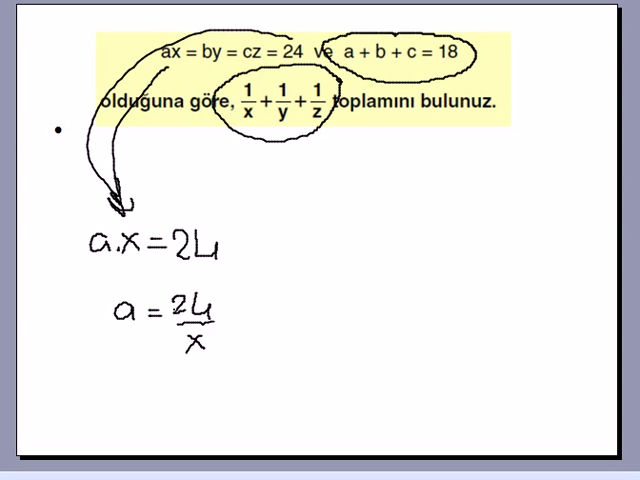 ax = by = cz = 24 ve a + b + c = 18
olduğuna göre, 1/x + 1/y + 1/z toplamını bulunuz.
a.x = 24
a = 24/x